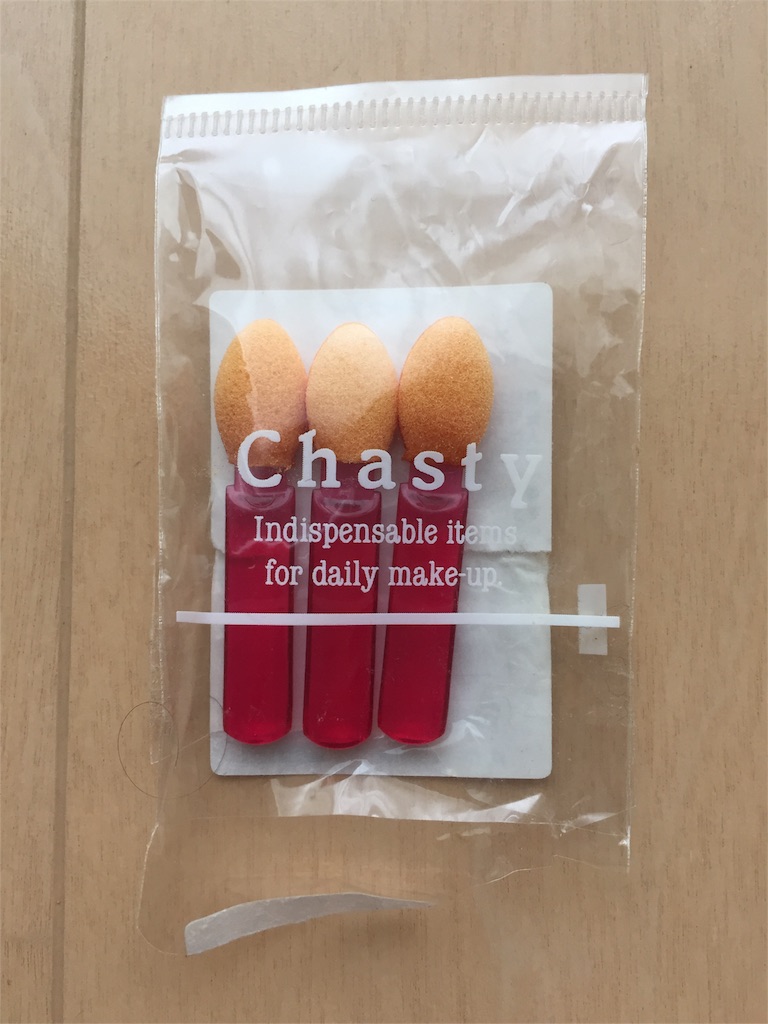 Chasty
Indispensable items
for daily make-up.